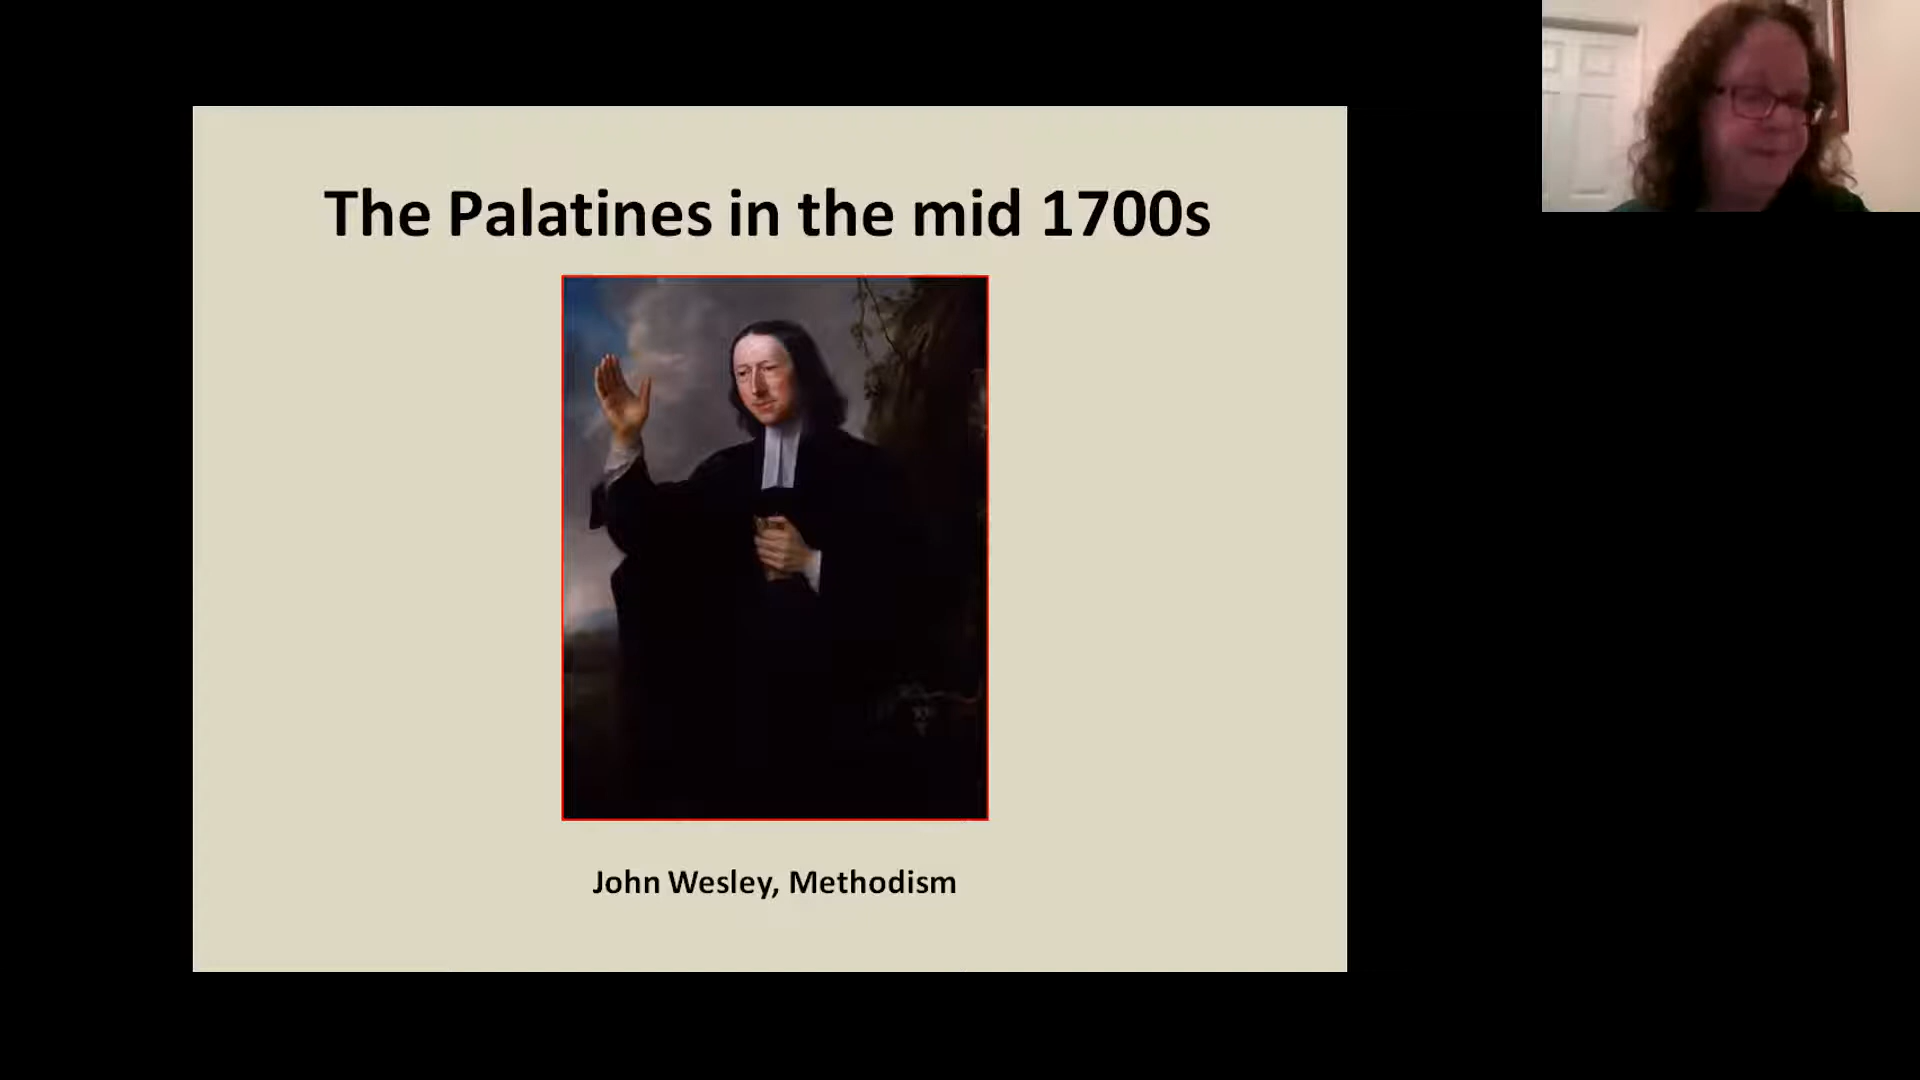 The Palatines in the mid 1700s
John Wesley, Methodism